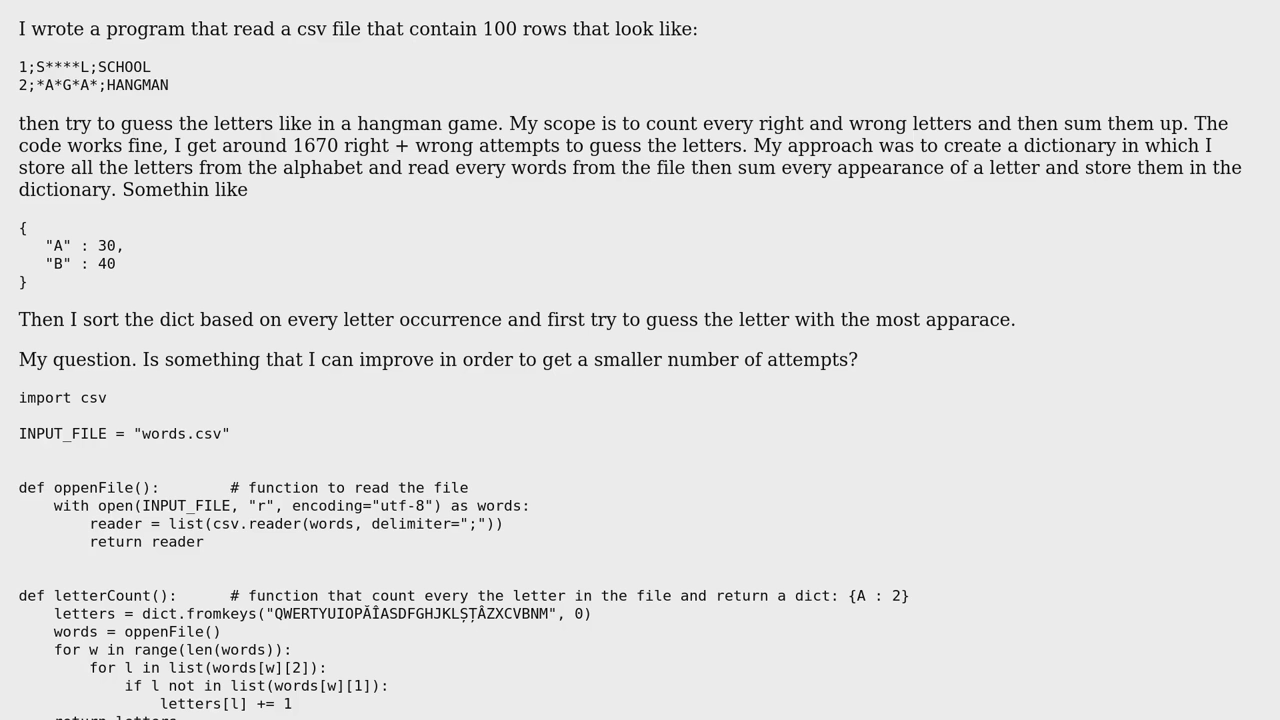 I wrote a program that read a csv file that contain 100 rows that look like:
1;S****L;SCHOOL
2;*A*G*A*;HANGMAN
then try to guess the letters like in a hangman game. My scope is to count every right and wrong letters and then sum them up. The
code works fine, I get around 1670 right + wrong attempts to guess the letters. My approach was to create a dictionary in which I
store all the letters from the alphabet and read every words from the file then sum every appearance of a letter and store them in the
dictionary. Somethin like
{
   "A" : 30,
   "B" : 40
}
Then I sort the dict based on every letter occurrence and first try to guess the letter with the most apparace.
My question. Is something that I can improve in order to get a smaller number of attempts?
import csv
INPUT_FILE = "words.csv"
def oppenFile():        # function to read the file
    with open(INPUT_FILE, "r", encoding="utf-8") as words:
        reader = list(csv.reader(words, delimiter=";"))
        return reader
def letterCount():      # function that count every the letter in the file and return a dict: {A : 2}
    letters = dict.fromkeys("QWERTYUIOPĂÎASDFGHJKLȘȚÂZXCVBNM", 0)
    words = oppenFile()
    for w in range(len(words)):
        for l in list(words[w][2]):
            if l not in list(words[w][1]):
                letters[l] += 1
    return letters